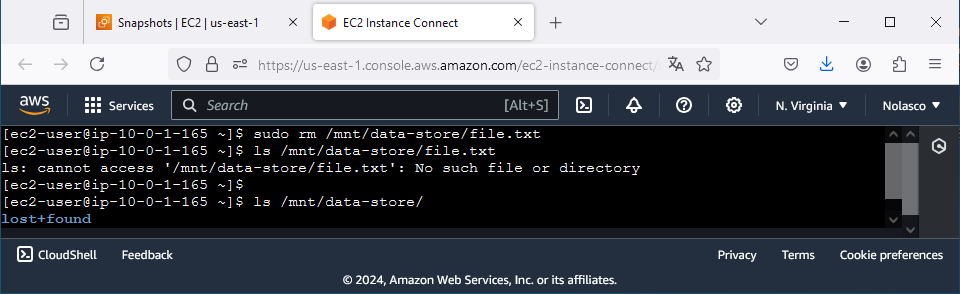 Snapshots | EC2 | us-east-1
EC2 Instance Connect
https://us-east-1.console.aws.amazon.com/ec2-instance-connect/
aws
Services
Search
[Alt+S]
N. Virginia
Nolasco
[ec2-user@ip-10-0-1-165 ~]$ sudo rm /mnt/data-store/file.txt
[ec2-user@ip-10-0-1-165 ~]$ ls /mnt/data-store/file.txt
ls: cannot access '/mnt/data-store/file.txt': No such file or directory
[ec2-user@ip-10-0-1-165 ~]$
[ec2-user@ip-10-0-1-165 ~]$ ls /mnt/data-store/
lost+found
CloudShell
Feedback
Privacy
Terms
Cookie preferences
© 2024, Amazon Web Services, Inc. or its affiliates.